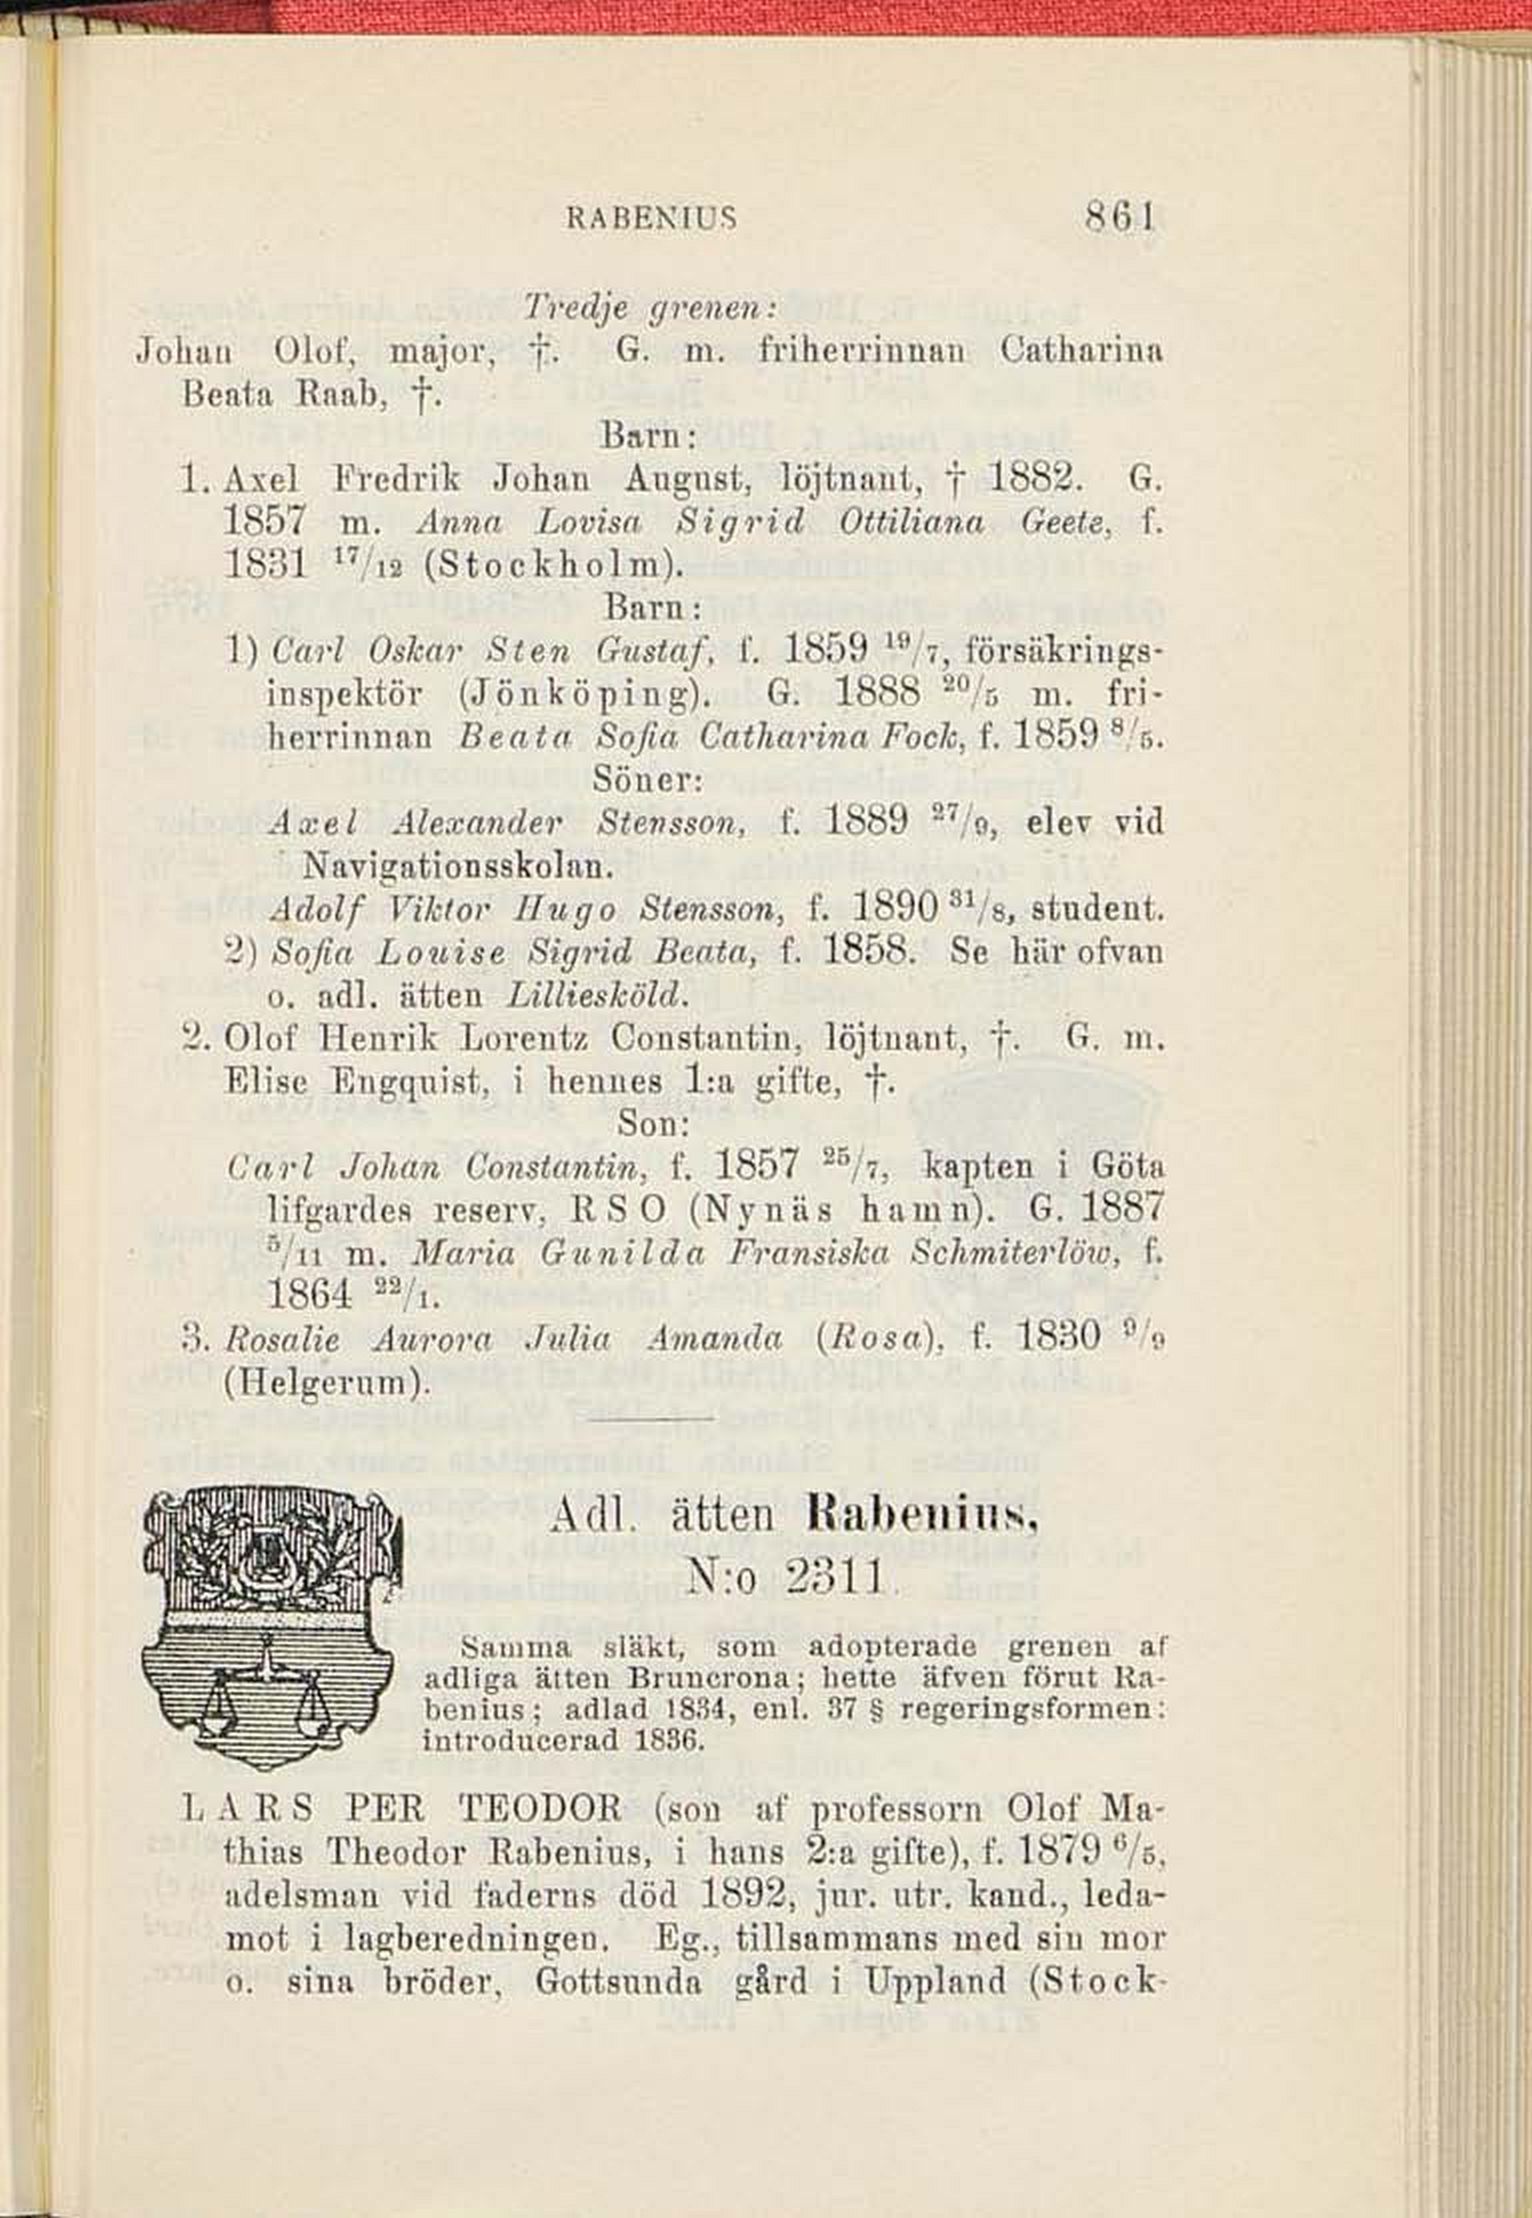 RABENIUS 861
Tredje grenen:
Johan Olof, major, †. G. m. friherrinnan Catharina
Beata Raab, †.
Barn:
1. Axel Fredrik Johan August, löjtnant, † 1882. G.
1857 m. Anna Lovisa Sigrid Ottiliana Geete, f.
1831 17/12 (Stockholm).
Barn:
1) Carl Oskar Sten Gustaf, f. 1859 19/7, försäkrings-
inspektör (Jönköping). G. 1888 20/5 m. fri-
herrinnan Beata Sofia Catharina Fock, f. 1859 8/5.
Söner:
Axel Alexander Stensson, f. 1889 27/9, elev vid
Navigationsskolan.
Adolf Viktor Hugo Stensson, f. 1890 31/8, student.
2) Sofia Louise Sigrid Beata, f. 1858. Se här ofvan
o. adl. ätten Lilliesköld.
2. Olof Henrik Lorentz Constantin, löjtnant, †. G. m.
Elise Engquist, i hennes 1:a gifte, †.
Son:
Carl Johan Constantin, f. 1857 25/7, kapten i Göta
lifgardes reserv, RSO (Nynäs hamn). G. 1887
5/11 m. Maria Gunilda Fransiska Schmiterlöw, f.
1864 22/1.
3. Rosalie Aurora Julia Amanda (Rosa), f. 1830 9/9
(Helgerum).
Adl. ätten Rabenius,
N:o 2311.
Samma släkt, som adopterade grenen af
adliga ätten Bruncrona; hette äfven förut Ra-
benius; adlad 1834, enl. 37 § regeringsformen:
introducerad 1836.
LARS PER TEODOR (son af professorn Olof Ma-
thias Theodor Rabenius, i hans 2:a gifte), f. 1879 6/5,
adelsman vid faderns död 1892, jur. utr. kand., leda-
mot i lagberedningen. Eg., tillsammans med sin mor
o. sina bröder, Gottsunda gård i Uppland (Stock-